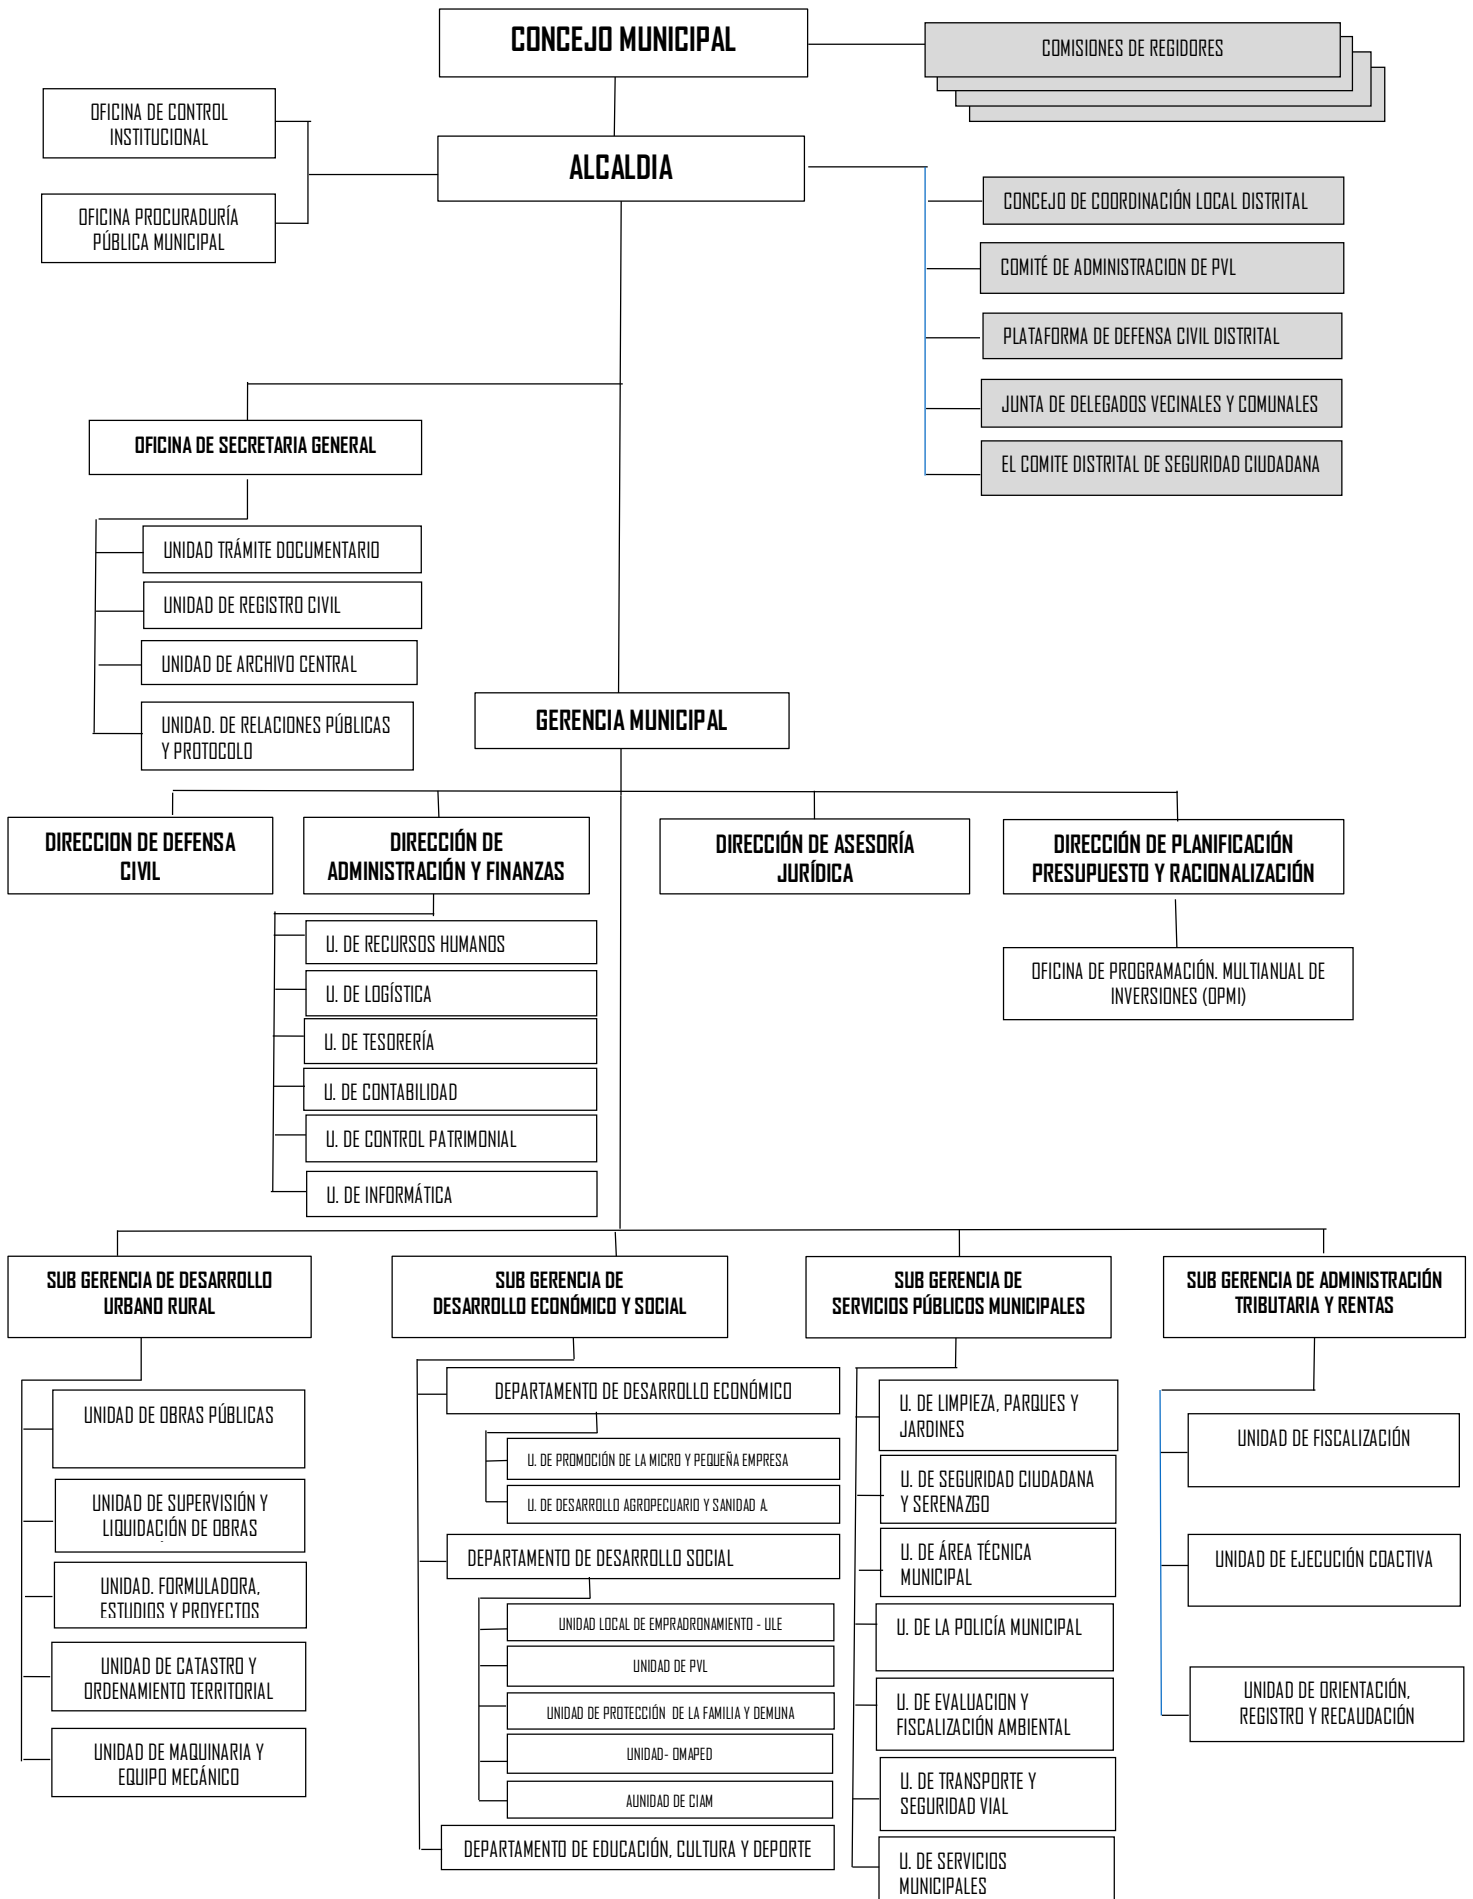 CONCEJO MUNICIPAL
COMISIONES DE REGIDORES
OFICINA DE CONTROL
INSTITUCIONAL
ALCALDIA
OFICINA PROCURADURÍA
PÚBLICA MUNICIPAL
CONCEJO DE COORDINACIÓN LOCAL DISTRITAL
COMITÉ DE ADMINISTRACION DE PVL
PLATAFORMA DE DEFENSA CIVIL DISTRITAL
JUNTA DE DELEGADOS VECINALES Y COMUNALES
EL COMITE DISTRITAL DE SEGURIDAD CIUDADANA
OFICINA DE SECRETARIA GENERAL
UNIDAD TRÁMITE DOCUMENTARIO
UNIDAD DE REGISTRO CIVIL
UNIDAD DE ARCHIVO CENTRAL
UNIDAD. DE RELACIONES PÚBLICAS
Y PROTOCOLO
GERENCIA MUNICIPAL
DIRECCION DE DEFENSA
CIVIL
DIRECCIÓN DE
ADMINISTRACIÓN Y FINANZAS
DIRECCIÓN DE ASESORÍA
JURÍDICA
DIRECCIÓN DE PLANIFICACIÓN
PRESUPUESTO Y RACIONALIZACIÓN
U. DE RECURSOS HUMANOS
U. DE LOGÍSTICA
U. DE TESORERÍA
U. DE CONTABILIDAD
U. DE CONTROL PATRIMONIAL
U. DE INFORMÁTICA
OFICINA DE PROGRAMACIÓN. MULTIANUAL DE
INVERSIONES (OPMI)
SUB GERENCIA DE DESARROLLO
URBANO RURAL
UNIDAD DE OBRAS PÚBLICAS
UNIDAD DE SUPERVISIÓN Y
LIQUIDACIÓN DE OBRAS
UNIDAD. FORMULADORA,
ESTUDIOS Y PROYECTOS
UNIDAD DE CATASTRO Y
ORDENAMIENTO TERRITORIAL
UNIDAD DE MAQUINARIA Y
EQUIPO MECÁNICO
SUB GERENCIA DE
DESARROLLO ECONÓMICO Y SOCIAL
DEPARTAMENTO DE DESARROLLO ECONÓMICO
U. DE PROMOCIÓN DE LA MICRO Y PEQUEÑA EMPRESA
U. DE DESARROLLO AGROPECUARIO Y SANIDAD A.
DEPARTAMENTO DE DESARROLLO SOCIAL
UNIDAD LOCAL DE EMPRADRONAMIENTO - ULE
UNIDAD DE PVL
UNIDAD DE PROTECCIÓN DE LA FAMILIA Y DEMUNA
UNIDAD- OMAPED
AUNIDAD DE CIAM
DEPARTAMENTO DE EDUCACIÓN, CULTURA Y DEPORTE
SUB GERENCIA DE
SERVICIOS PÚBLICOS MUNICIPALES
U. DE LIMPIEZA, PARQUES Y
JARDINES
U. DE SEGURIDAD CIUDADANA
Y SERENAZGO
U. DE ÁREA TÉCNICA
MUNICIPAL
U. DE LA POLICÍA MUNICIPAL
U. DE EVALUACION Y
FISCALIZACIÓN AMBIENTAL
U. DE TRANSPORTE Y
SEGURIDAD VIAL
U. DE SERVICIOS
MUNICIPALES
SUB GERENCIA DE ADMINISTRACIÓN
TRIBUTARIA Y RENTAS
UNIDAD DE FISCALIZACIÓN
UNIDAD DE EJECUCIÓN COACTIVA
UNIDAD DE ORIENTACIÓN,
REGISTRO Y RECAUDACIÓN